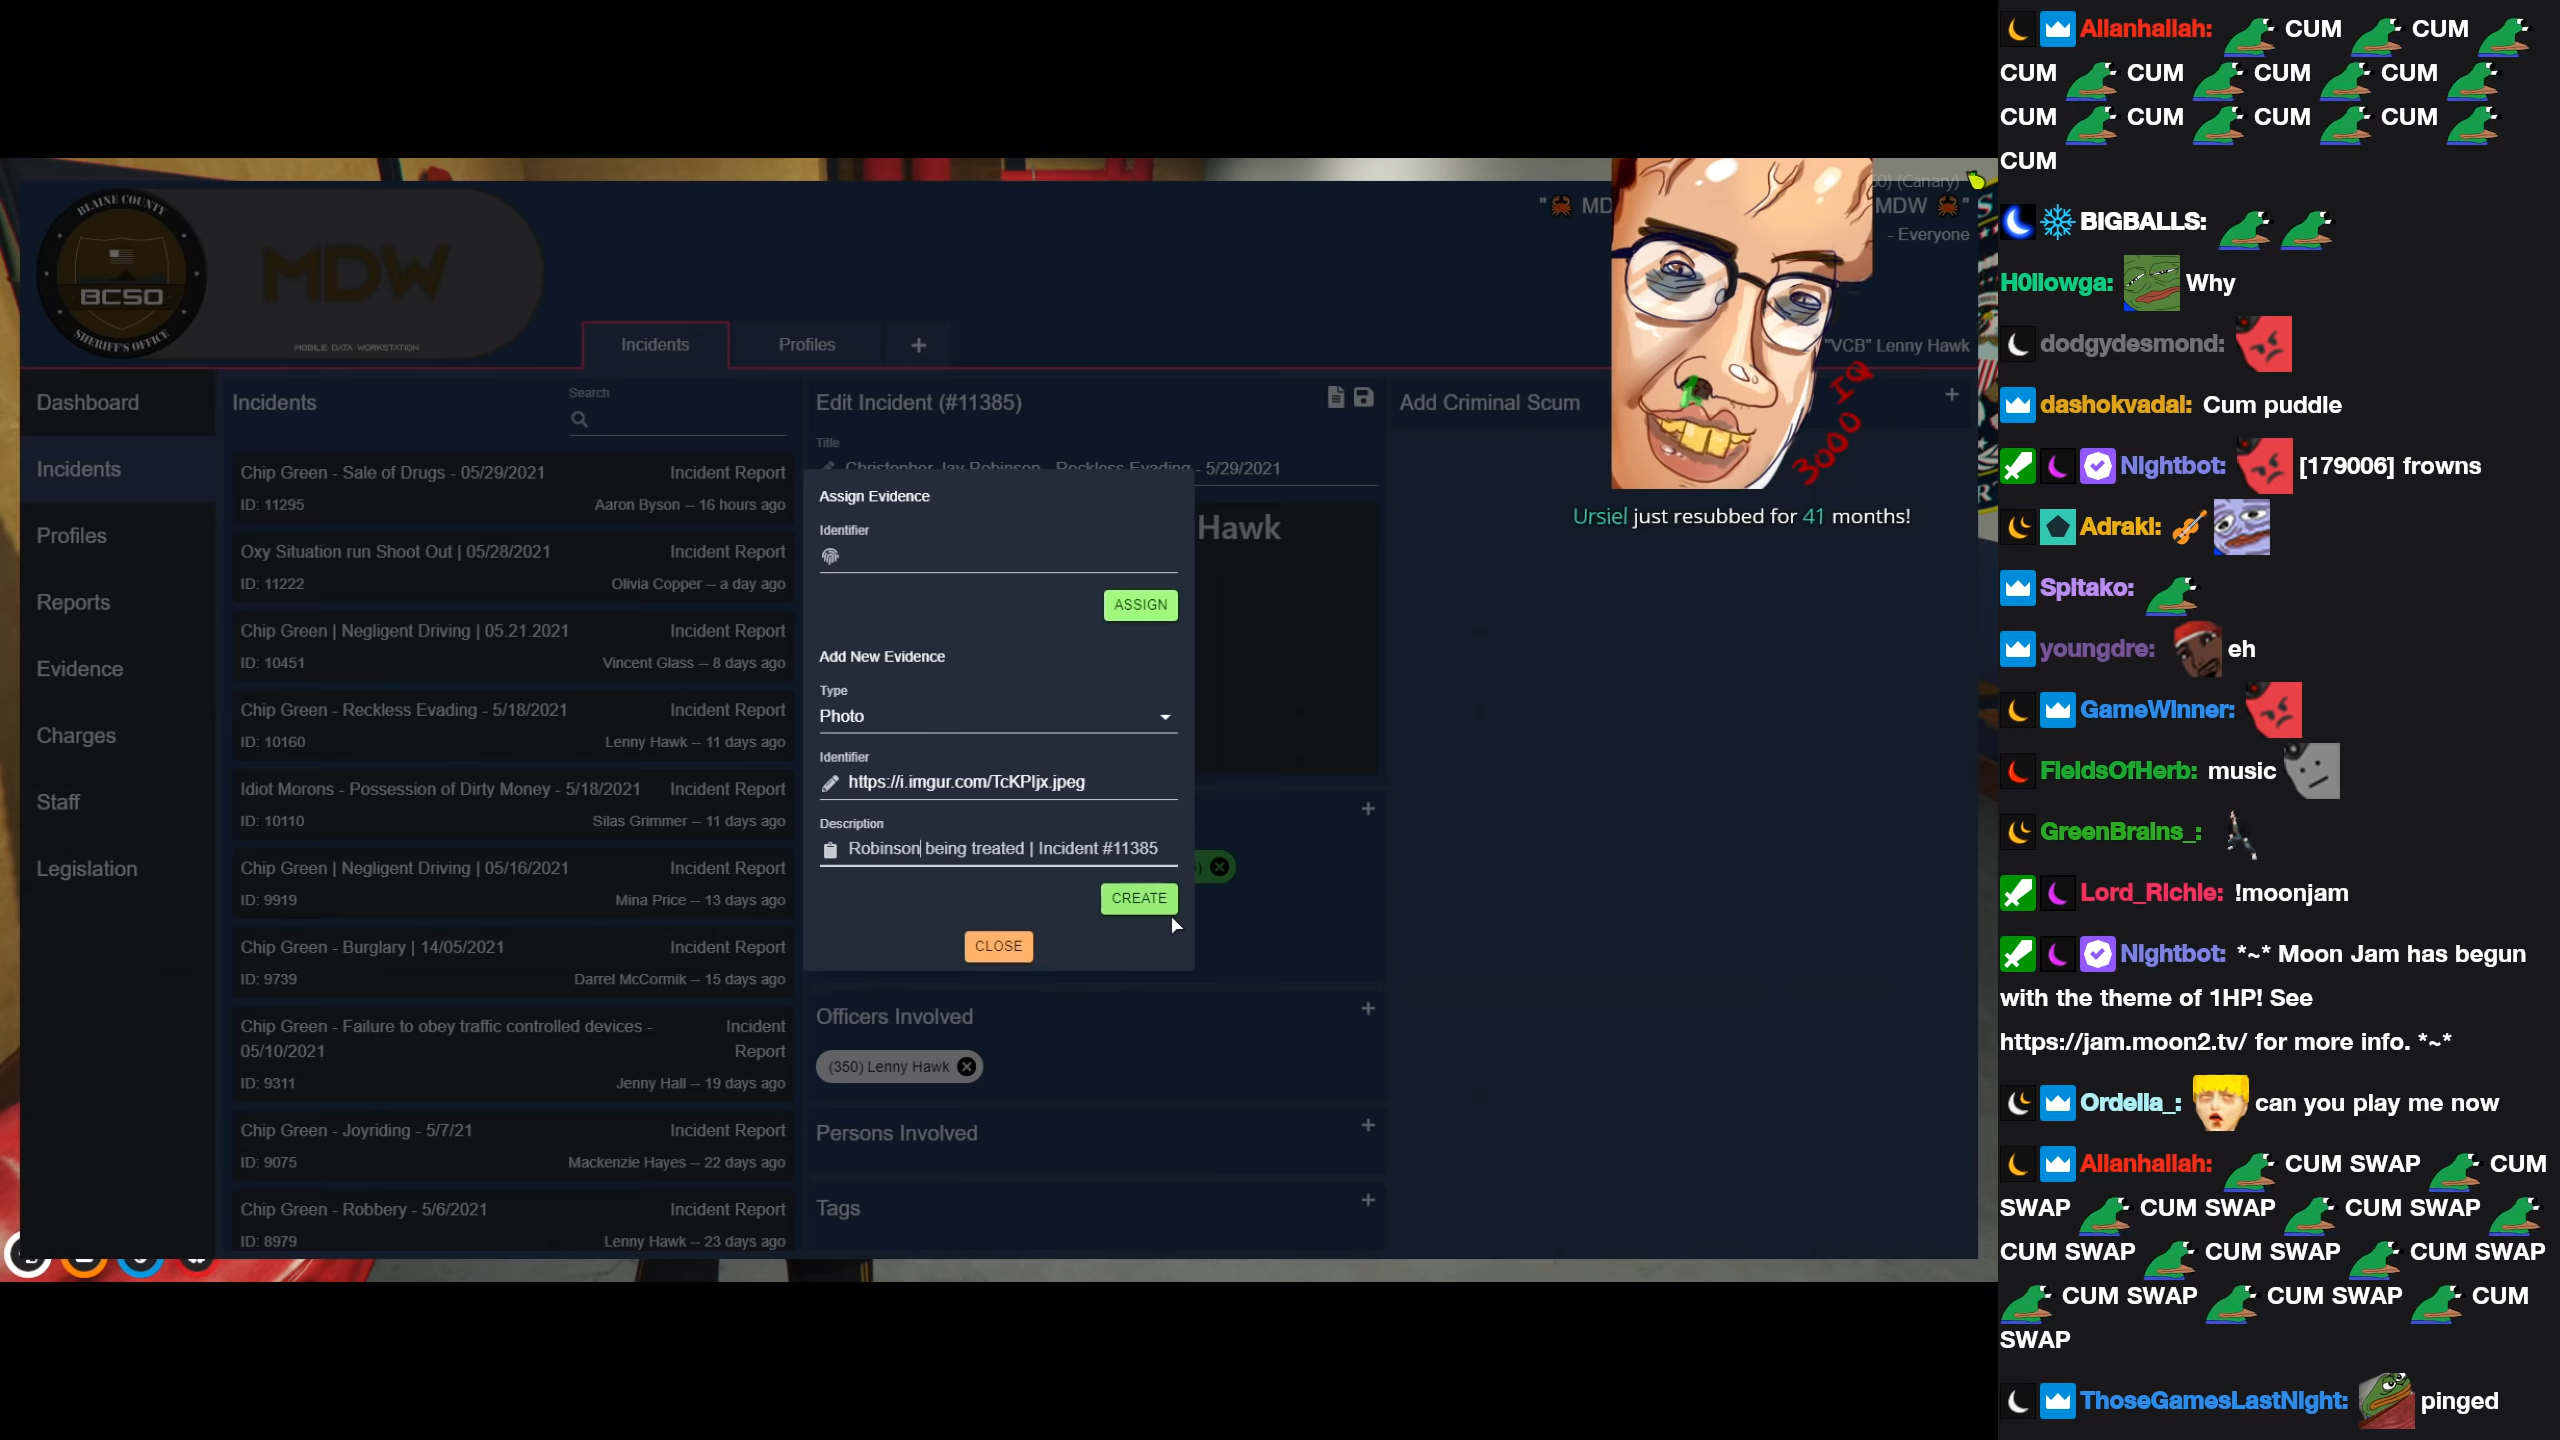 BLAINE COUNTY
BCSO
SHERIFF'S OFFICE
MDW
MOBILE DATA WORKSTATION
Incidents
Profiles
+
(Canary)
"🦀 MD
MDW 🦀"
- Everyone
"VCB" Lenny Hawk
3000 IQ
Ursiel just resubbed for 41 months!
Dashboard
Incidents
Profiles
Reports
Evidence
Charges
Staff
Legislation
Incidents
Search
Chip Green - Sale of Drugs - 05/29/2021 Incident Report
ID: 11295 Aaron Byson -- 16 hours ago
Oxy Situation run Shoot Out | 05/28/2021 Incident Report
ID: 11222 Olivia Copper -- a day ago
Chip Green | Negligent Driving | 05.21.2021 Incident Report
ID: 10451 Vincent Glass -- 8 days ago
Chip Green - Reckless Evading - 5/18/2021 Incident Report
ID: 10160 Lenny Hawk -- 11 days ago
Idiot Morons - Possession of Dirty Money - 5/18/2021 Incident Report
ID: 10110 Silas Grimmer -- 11 days ago
Chip Green | Negligent Driving | 05/16/2021 Incident Report
ID: 9919 Mina Price -- 13 days ago
Chip Green - Burglary | 14/05/2021 Incident Report
ID: 9739 Darrel McCormik -- 15 days ago
Chip Green - Failure to obey traffic controlled devices - Incident
05/10/2021 Report
ID: 9311 Jenny Hall -- 19 days ago
Chip Green - Joyriding - 5/7/21 Incident Report
ID: 9075 Mackenzie Hayes -- 22 days ago
Chip Green - Robbery - 5/6/2021 Incident Report
ID: 8979 Lenny Hawk -- 23 days ago
Edit Incident (#11385)
Title
Christopher Jay Robinson - Reckless Evading - 5/29/2021
Hawk
Assign Evidence
Identifier
ASSIGN
Add New Evidence
Type
Photo
Identifier
https://i.imgur.com/TcKPIjx.jpeg
Description
Robinson being treated | Incident #11385
CREATE
CLOSE
Officers Involved
(350) Lenny Hawk
Persons Involved
Tags
Add Criminal Scum
Allanhallah: CUM CUM
CUM CUM CUM CUM
CUM CUM CUM CUM
CUM
BIGBALLS:
H0llowga: Why
dodgydesmond:
dashokvadal: Cum puddle
Nightbot: [179006] frowns
Adraki:
Spitako:
youngdre: eh
GameWinner:
FieldsOfHerb: music
GreenBrains_:
Lord_Richie: !moonjam
Nightbot: *~* Moon Jam has begun
with the theme of 1HP! See
https://jam.moon2.tv/ for more info. *~*
Ordella_: can you play me now
Allanhallah: CUM SWAP CUM
SWAP CUM SWAP CUM SWAP
CUM SWAP CUM SWAP CUM SWAP
CUM SWAP CUM SWAP CUM
SWAP
ThoseGamesLastNight: pinged